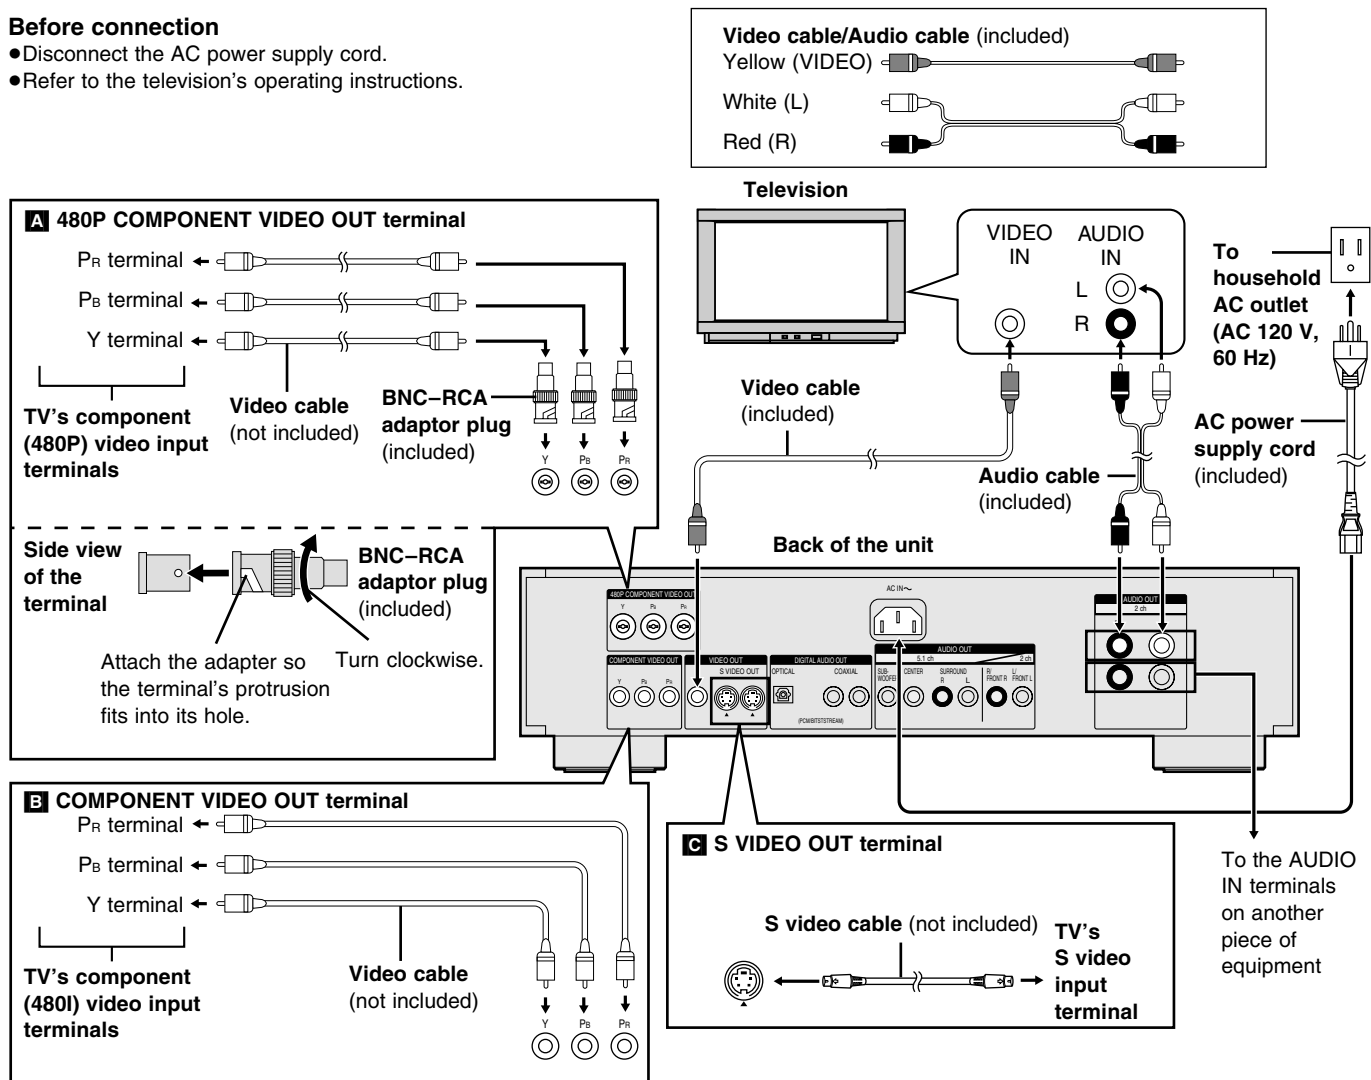 Before connection
●Disconnect the AC power supply cord.
●Refer to the television's operating instructions.
Video cable/Audio cable (included)
Yellow (VIDEO)
White (L)
Red (R)
A 480P COMPONENT VIDEO OUT terminal
PR terminal
PB terminal
Y terminal
TV's component
(480P) video input
terminals
Video cable
(not included)
BNC–RCA
adaptor plug
(included)
Y PB PR
Side view
of the
terminal
BNC–RCA
adaptor plug
(included)
Attach the adapter so
the terminal's protrusion
fits into its hole.
Turn clockwise.
Television
VIDEO
IN
AUDIO
IN
L
R
To
household
AC outlet
(AC 120 V,
60 Hz)
Video cable
(included)
Audio cable
(included)
AC power
supply cord
(included)
Back of the unit
480P COMPONENT VIDEO OUT
Y PB PR
AC IN~
AUDIO OUT
2 ch
COMPONENT VIDEO OUT
Y PB PR
VIDEO OUT
S VIDEO OUT
DIGITAL AUDIO OUT
OPTICAL
COAXIAL
(PCM/BITSTSTREAM)
AUDIO OUT
5.1 ch
2 ch
SUB-
WOOFER
CENTER
SURROUND
R L
R/
FRONT R
L/
FRONT L
B COMPONENT VIDEO OUT terminal
PR terminal
PB terminal
Y terminal
TV's component
(480I) video input
terminals
Video cable
(not included)
Y PB PR
C S VIDEO OUT terminal
S video cable (not included)
TV's
S video
input
terminal
To the AUDIO
IN terminals
on another
piece of
equipment